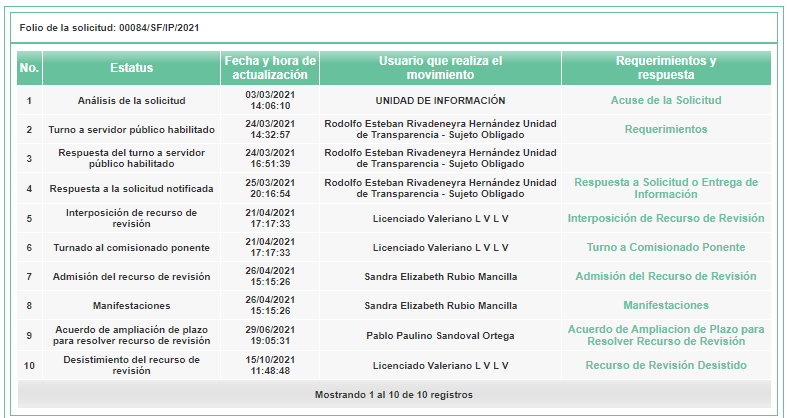 Folio de la solicitud: 00084/SF/IP/2021
No. Estatus Fecha y hora de actualización Usuario que realiza el movimiento Requerimientos y respuesta
1 Análisis de la solicitud 03/03/2021 14:06:10 UNIDAD DE INFORMACIÓN Acuse de la Solicitud
2 Turno a servidor público habilitado 24/03/2021 14:32:57 Rodolfo Esteban Rivadeneyra Hernández Unidad de Transparencia - Sujeto Obligado Requerimientos
3 Respuesta del turno a servidor público habilitado 24/03/2021 16:51:39 Rodolfo Esteban Rivadeneyra Hernández Unidad de Transparencia - Sujeto Obligado
4 Respuesta a la solicitud notificada 25/03/2021 20:16:54 Rodolfo Esteban Rivadeneyra Hernández Unidad de Transparencia - Sujeto Obligado Respuesta a Solicitud o Entrega de Información
5 Interposición de recurso de revisión 21/04/2021 17:17:33 Licenciado Valeriano L V L V Interposición de Recurso de Revisión
6 Turnado al comisionado ponente 21/04/2021 17:17:33 Licenciado Valeriano L V L V Turno a Comisionado Ponente
7 Admisión del recurso de revisión 26/04/2021 15:15:26 Sandra Elizabeth Rubio Mancilla Admisión del Recurso de Revisión
8 Manifestaciones 26/04/2021 15:15:26 Sandra Elizabeth Rubio Mancilla Manifestaciones
9 Acuerdo de ampliación de plazo para resolver recurso de revisión 29/06/2021 19:05:31 Pablo Paulino Sandoval Ortega Acuerdo de Ampliacion de Plazo para Resolver Recurso de Revisión
10 Desistimiento del recurso de revisión 15/10/2021 11:48:48 Licenciado Valeriano L V L V Recurso de Revisión Desistido
Mostrando 1 al 10 de 10 registros